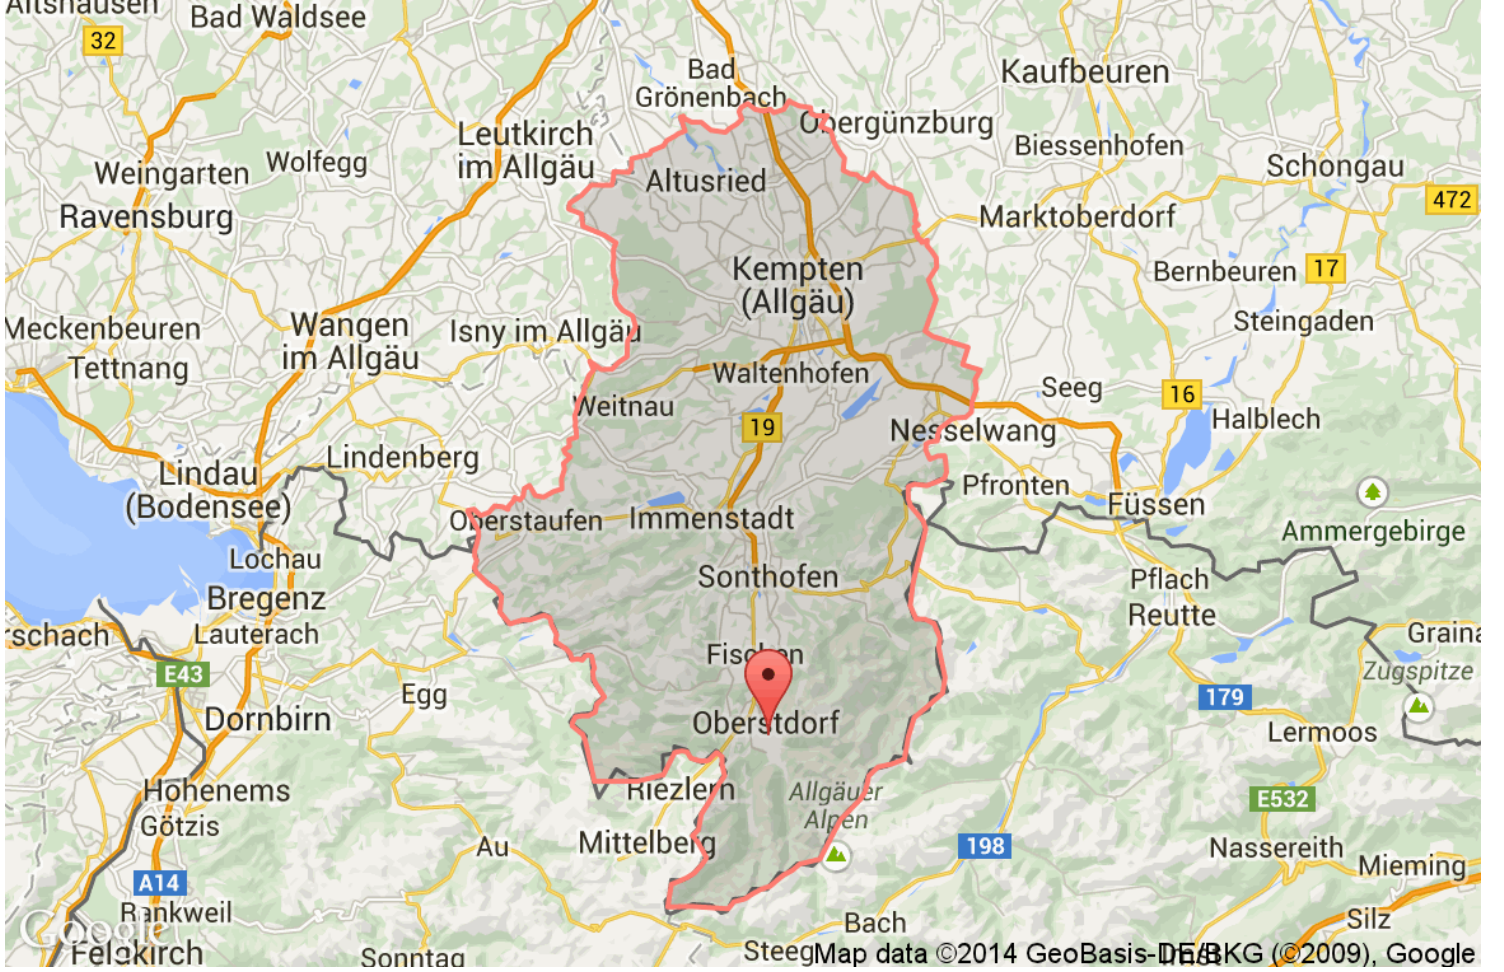 Altshausen
Bad Waldsee
32
Bad
Grönenbach
Kaufbeuren
Obergünzburg
Leutkirch
im Allgäu
Biessenhofen
Wolfegg
Weingarten
Schongau
Altusried
472
Ravensburg
Marktoberdorf
Kempten
(Allgäu)
Bernbeuren
17
Meckenbeuren
Wangen
im Allgäu
Isny im Allgäu
Steingaden
Tettnang
Waltenhofen
Seeg
16
Weitnau
Halblech
19
Nesselwang
Lindenberg
Lindau
(Bodensee)
Pfronten
Füssen
Oberstaufen
Immenstadt
Ammergebirge
Lochau
Sonthofen
Pflach
Reutte
Bregenz
rschach
Lauterach
Graina
Fischen
Zugspitze
E43
Egg
179
Dornbirn
Oberstdorf
Lermoos
Hohenems
Riezlern
Allgäuer
Alpen
E532
Götzis
Mittelberg
Au
198
Nassereith
Mieming
A14
Rankweil
Bach
Silz
Google
Feldkirch
Sonntag
Steeg
Map data ©2014 GeoBasis-DE/BKG (©2009), Google